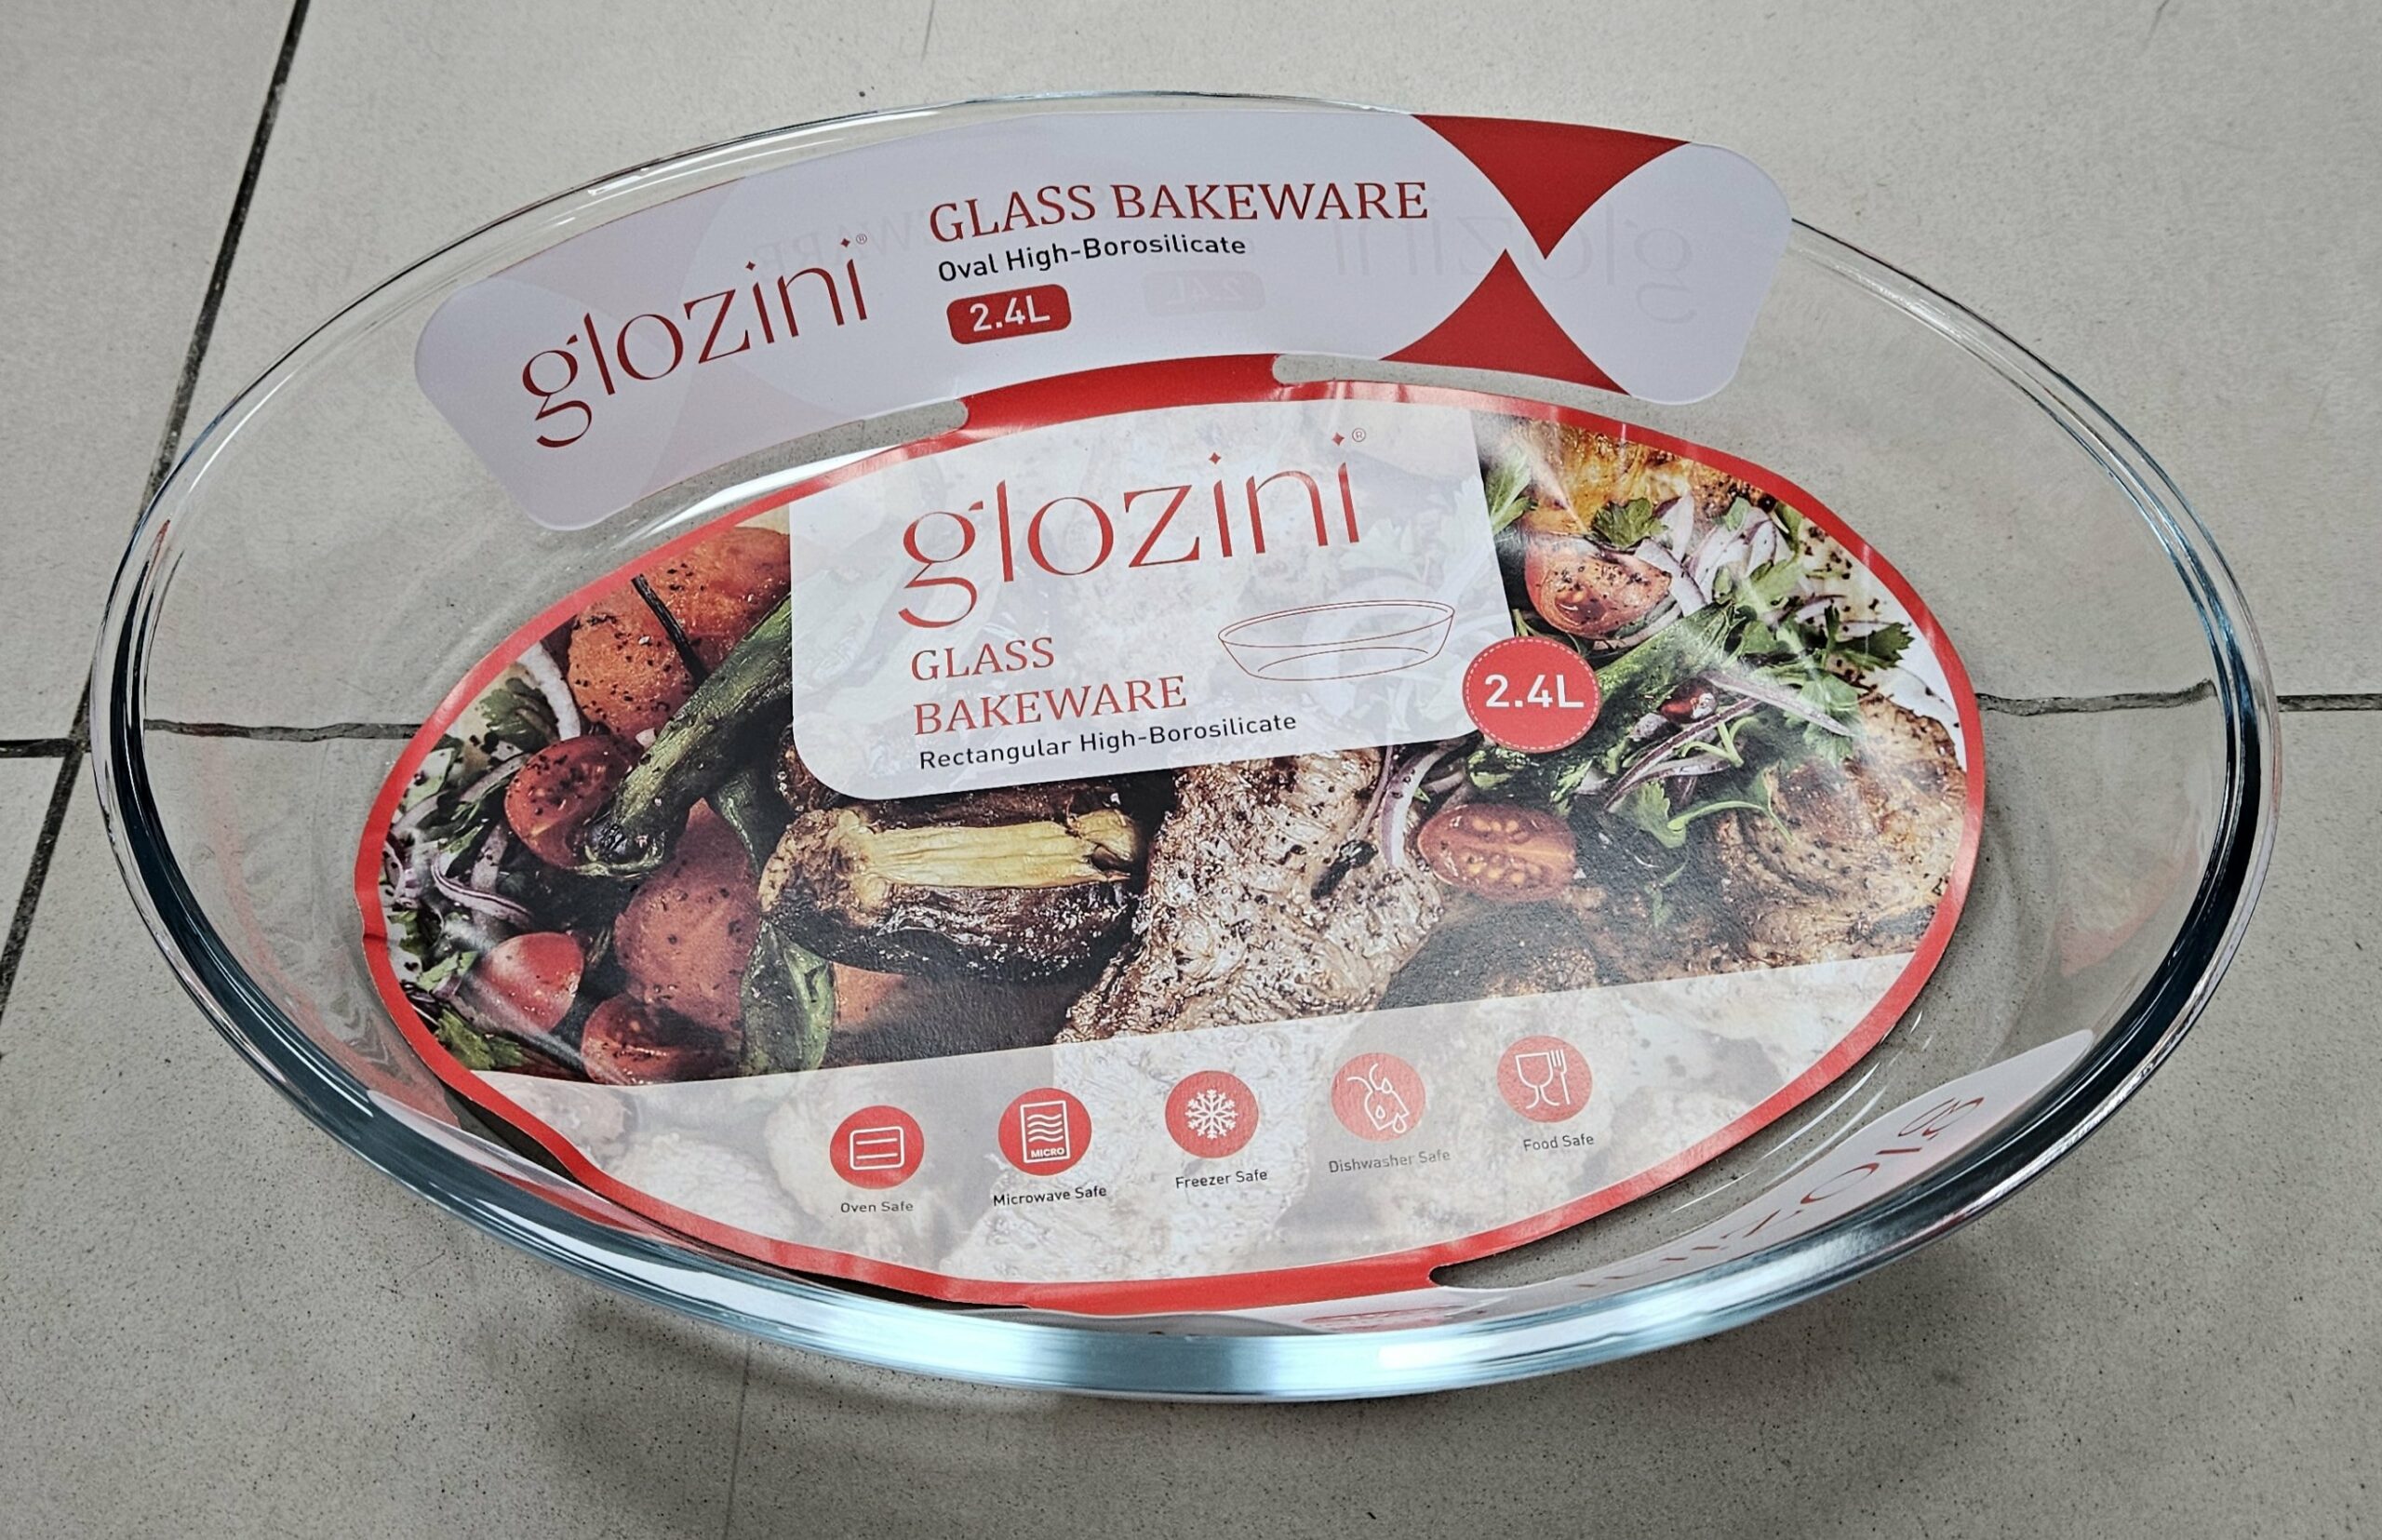 glozini®
GLASS BAKEWARE
Oval High-Borosilicate
2.4L
glozini®
GLASS
BAKEWARE
Rectangular High-Borosilicate
2.4L
MICRO
Oven Safe
Microwave Safe
Freezer Safe
Dishwasher Safe
Food Safe
glozini